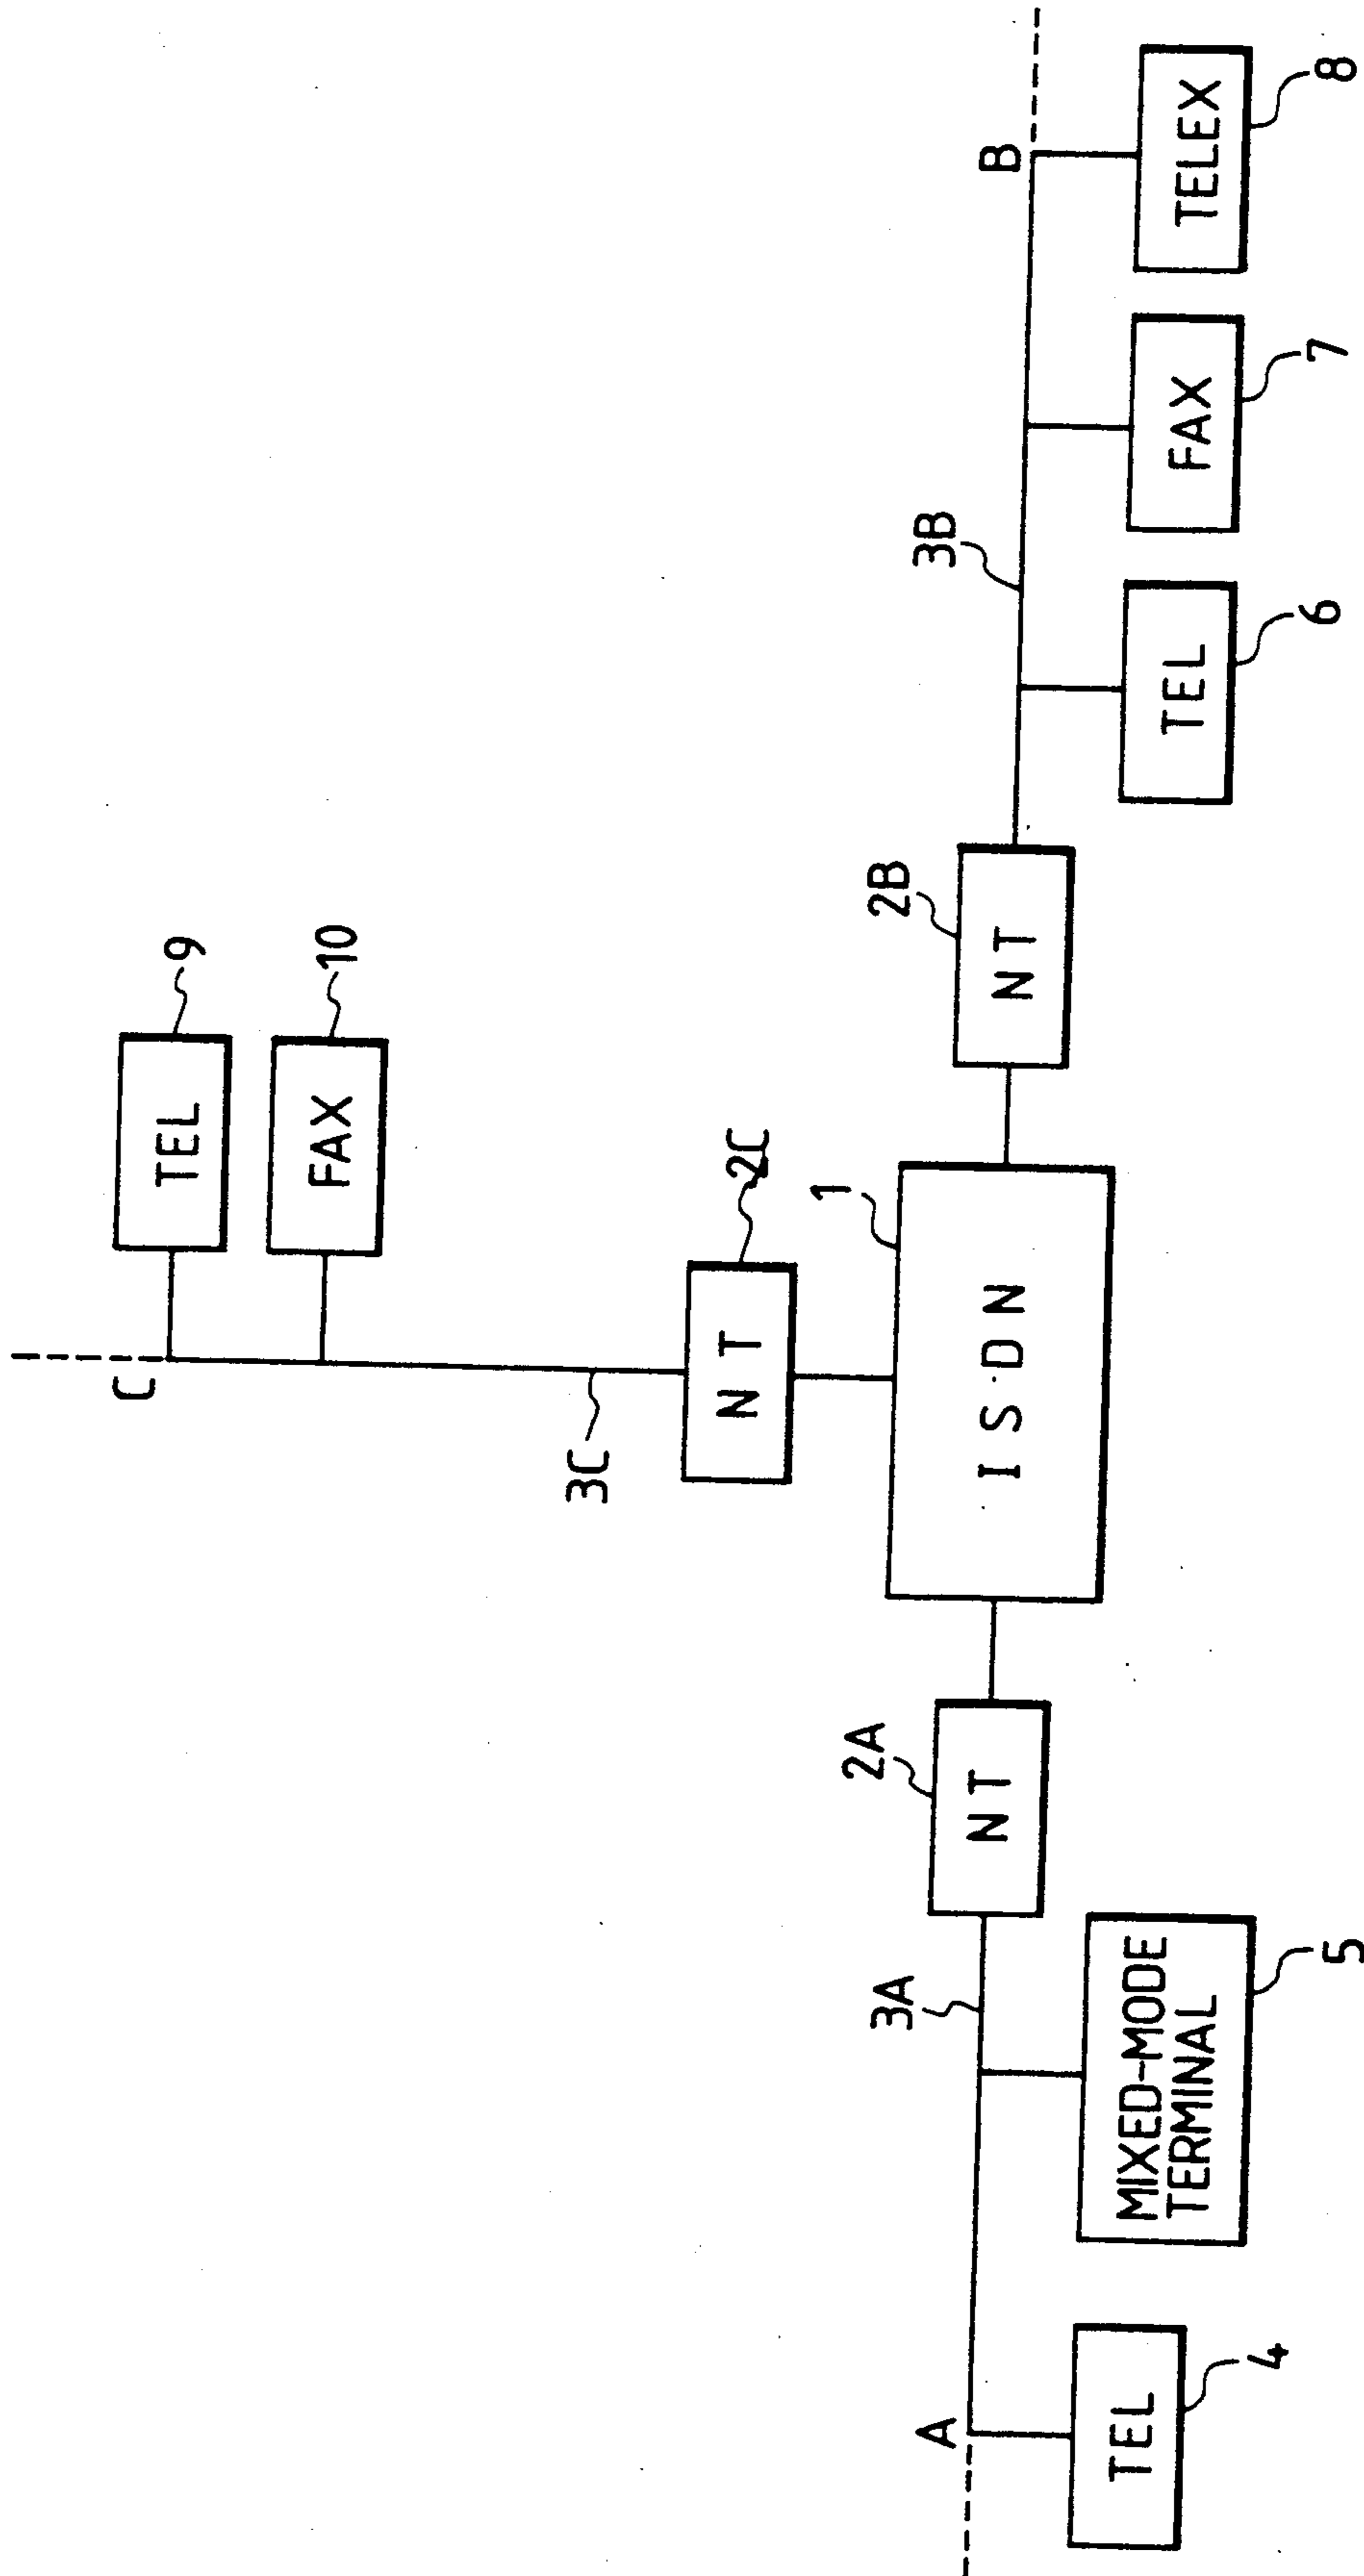 C
TEL
9
FAX
10
3C
NT
2C
ISDN
1
A
3A
NT
2A
TEL
4
MIXED-MODE
TERMINAL
5
NT
2B
3B
B
TEL
6
FAX
7
TELEX
8